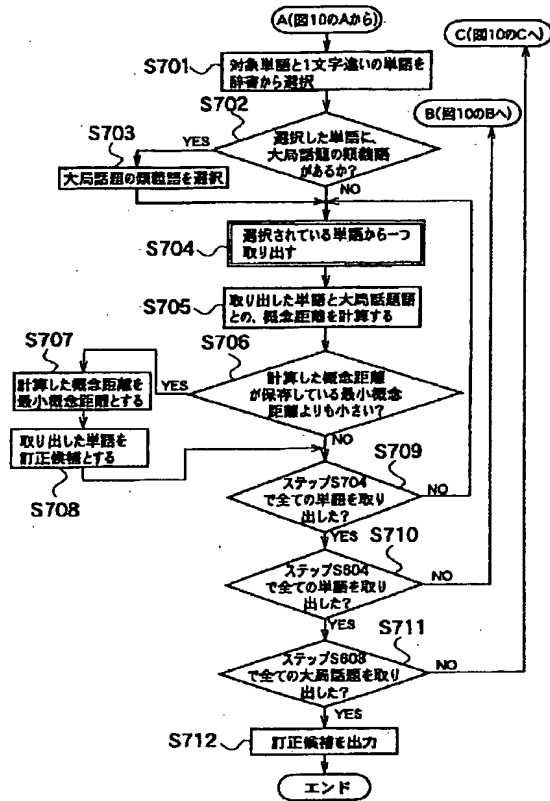 A(図10のAから)
C(図10のCへ)
S701
対象単語と1文字違いの単語を
辞書から選択
B(図10のBへ)
S702
S703
YES
選択した単語に、
大局話題の類義語
があるか?
大局話題の類義語を選択
NO
S704
選択されている単語から一つ
取り出す
S705
取り出した単語と大局話題語
との、概念距離を計算する
S707
S706
計算した概念距離を
最小概念距離とする
YES
計算した概念距離
が保存している最小概念
距離よりも小さい?
取り出した単語を
訂正候補とする
NO
S708
S709
ステップS704
で全ての単語を取り
出した?
NO
YES
S710
ステップS604
で全ての単語を取り
出した?
NO
YES
S711
ステップS603
で全ての大局話題を取り
出した?
NO
YES
S712
訂正候補を出力
エンド